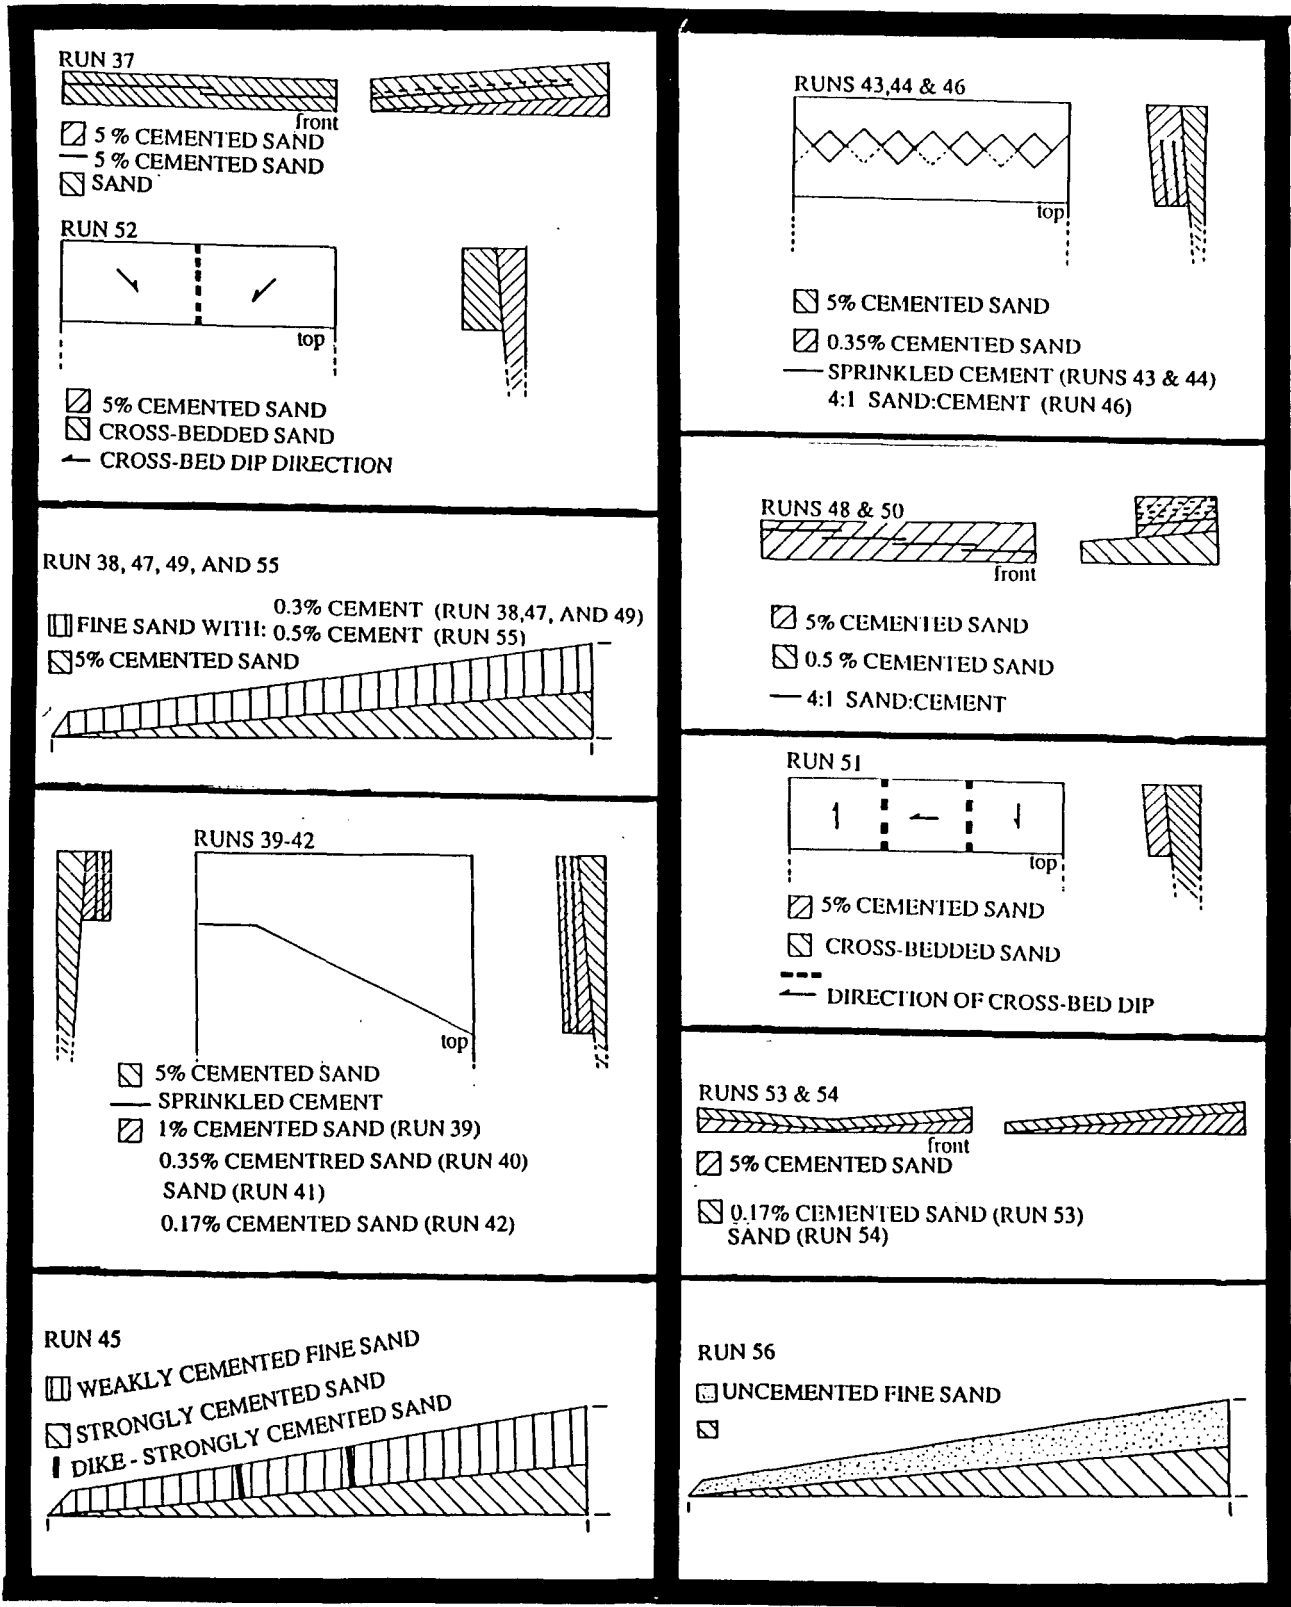 RUN 37
front
5 % CEMENTED SAND
5 % CEMENTED SAND
SAND
RUN 52
top
5% CEMENTED SAND
CROSS-BEDDED SAND
CROSS-BED DIP DIRECTION
RUN 38, 47, 49, AND 55
0.3% CEMENT (RUN 38,47, AND 49)
FINE SAND WITH: 0.5% CEMENT (RUN 55)
5% CEMENTED SAND
RUNS 39-42
top
5% CEMENTED SAND
SPRINKLED CEMENT
1% CEMENTED SAND (RUN 39)
0.35% CEMENTRED SAND (RUN 40)
SAND (RUN 41)
0.17% CEMENTED SAND (RUN 42)
RUN 45
WEAKLY CEMENTED FINE SAND
STRONGLY CEMENTED SAND
DIKE - STRONGLY CEMENTED SAND
RUNS 43,44 & 46
top
5% CEMENTED SAND
0.35% CEMENTED SAND
SPRINKLED CEMENT (RUNS 43 & 44)
4:1 SAND:CEMENT (RUN 46)
RUNS 48 & 50
front
5% CEMENTED SAND
0.5 % CEMENTED SAND
4:1 SAND:CEMENT
RUN 51
top
5% CEMENTED SAND
CROSS-BEDDED SAND
DIRECTION OF CROSS-BED DIP
RUNS 53 & 54
front
5% CEMENTED SAND
0.17% CEMENTED SAND (RUN 53)
SAND (RUN 54)
RUN 56
UNCEMENTED FINE SAND